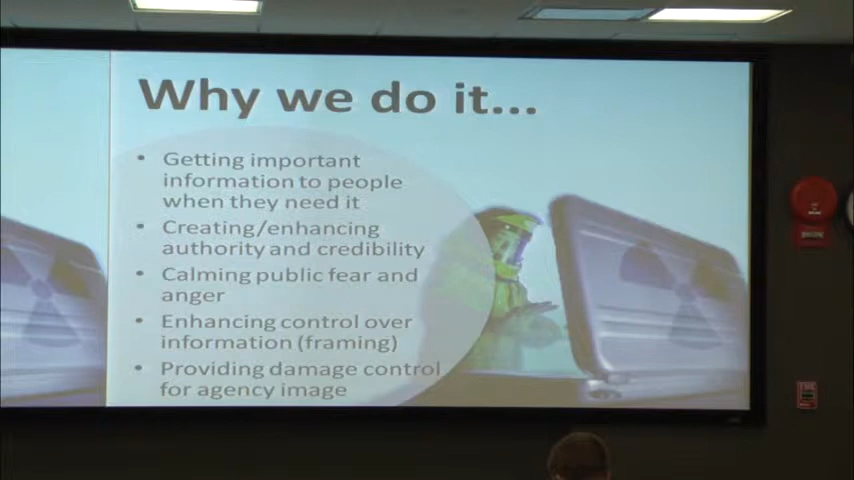 Why we do it...
• Getting important
information to people
when they need it
• Creating/enhancing
authority and credibility
• Calming public fear and
anger
• Enhancing control over
information (framing)
• Providing damage control
for agency image